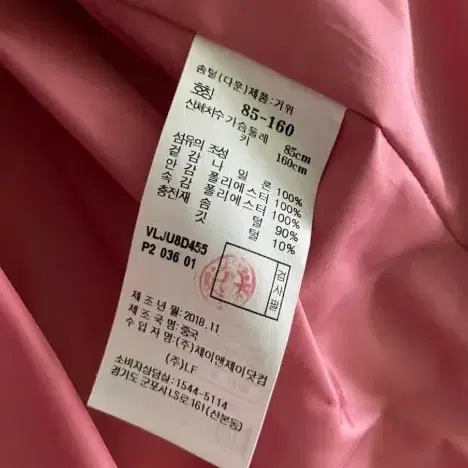 솜털(다운)제품:거위
호칭 85-160
신체치수가슴둘레 85cm
키 160cm
섬유의 조성
겉감 나일론 100%
안감 폴리에스터 100%
속감 폴리에스터 100%
충전재 솜털 90%
깃털 10%
VLJU8D455
P2 036 01
검사필
제조년월:2018.11
제조국명:중국
수입자명:(주)제이앤제이닷컴
(주)LF
소비자상담실:1544-5114
경기도군포시LS로161(산본동)